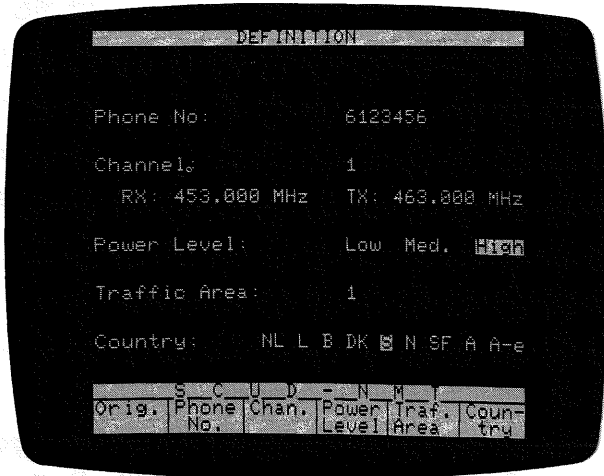 DEFINITION
Phone No: 6123456
Channel: 1
RX: 453.000 MHz TX: 463.000 MHz
Power Level: Low Med. High
Traffic Area: 1
Country: NL L B DK S N SF A A-e
S C U D - N M T
Orig. Phone No. Chan. Power Level Traf. Area Coun-try